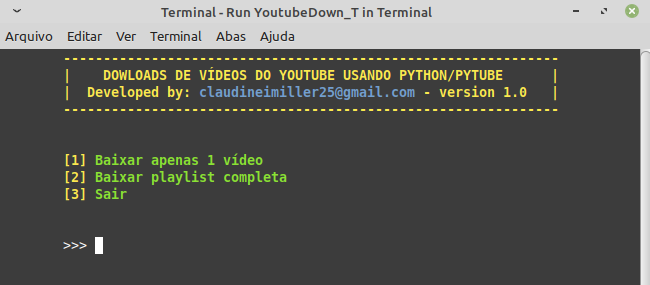 Terminal - Run YoutubeDown_T in Terminal
Arquivo Editar Ver Terminal Abas Ajuda
--------------------------------------------------------------
| DOWLOADS DE VÍDEOS DO YOUTUBE USANDO PYTHON/PYTUBE |
| Developed by: claudineimiller25@gmail.com - version 1.0 |
--------------------------------------------------------------
[1] Baixar apenas 1 vídeo
[2] Baixar playlist completa
[3] Sair
>>>